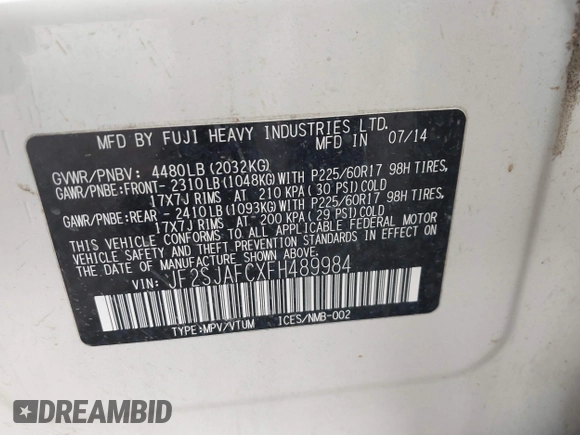 MFD BY FUJI HEAVY INDUSTRIES LTD.
MFD IN 07/14
GVWR/PNBV: 4480LB(2032KG)
GAWR/PNBE:FRONT- 2310LB(1048KG)WITH P225/60R17 98H TIRES,
17X7J RIMS AT 210 KPA(30 PSI)COLD
GAWR/PNBE:REAR - 2410LB(1093KG)WITH P225/60R17 98H TIRES,
17X7J RIMS AT 200 KPA(29 PSI)COLD
THIS VEHICLE CONFORMS TO ALL APPLICABLE FEDERAL MOTOR
VEHICLE SAFETY, BUMPER, AND THEFT PREVENTION STANDARDS
IN EFFECT ON THE DATE OF MANUFACTURE SHOWN ABOVE.
VIN: JF2SJAFCXFH489984
TYPE:MPV/VTUM ICES/NMB-002
DREAMBID